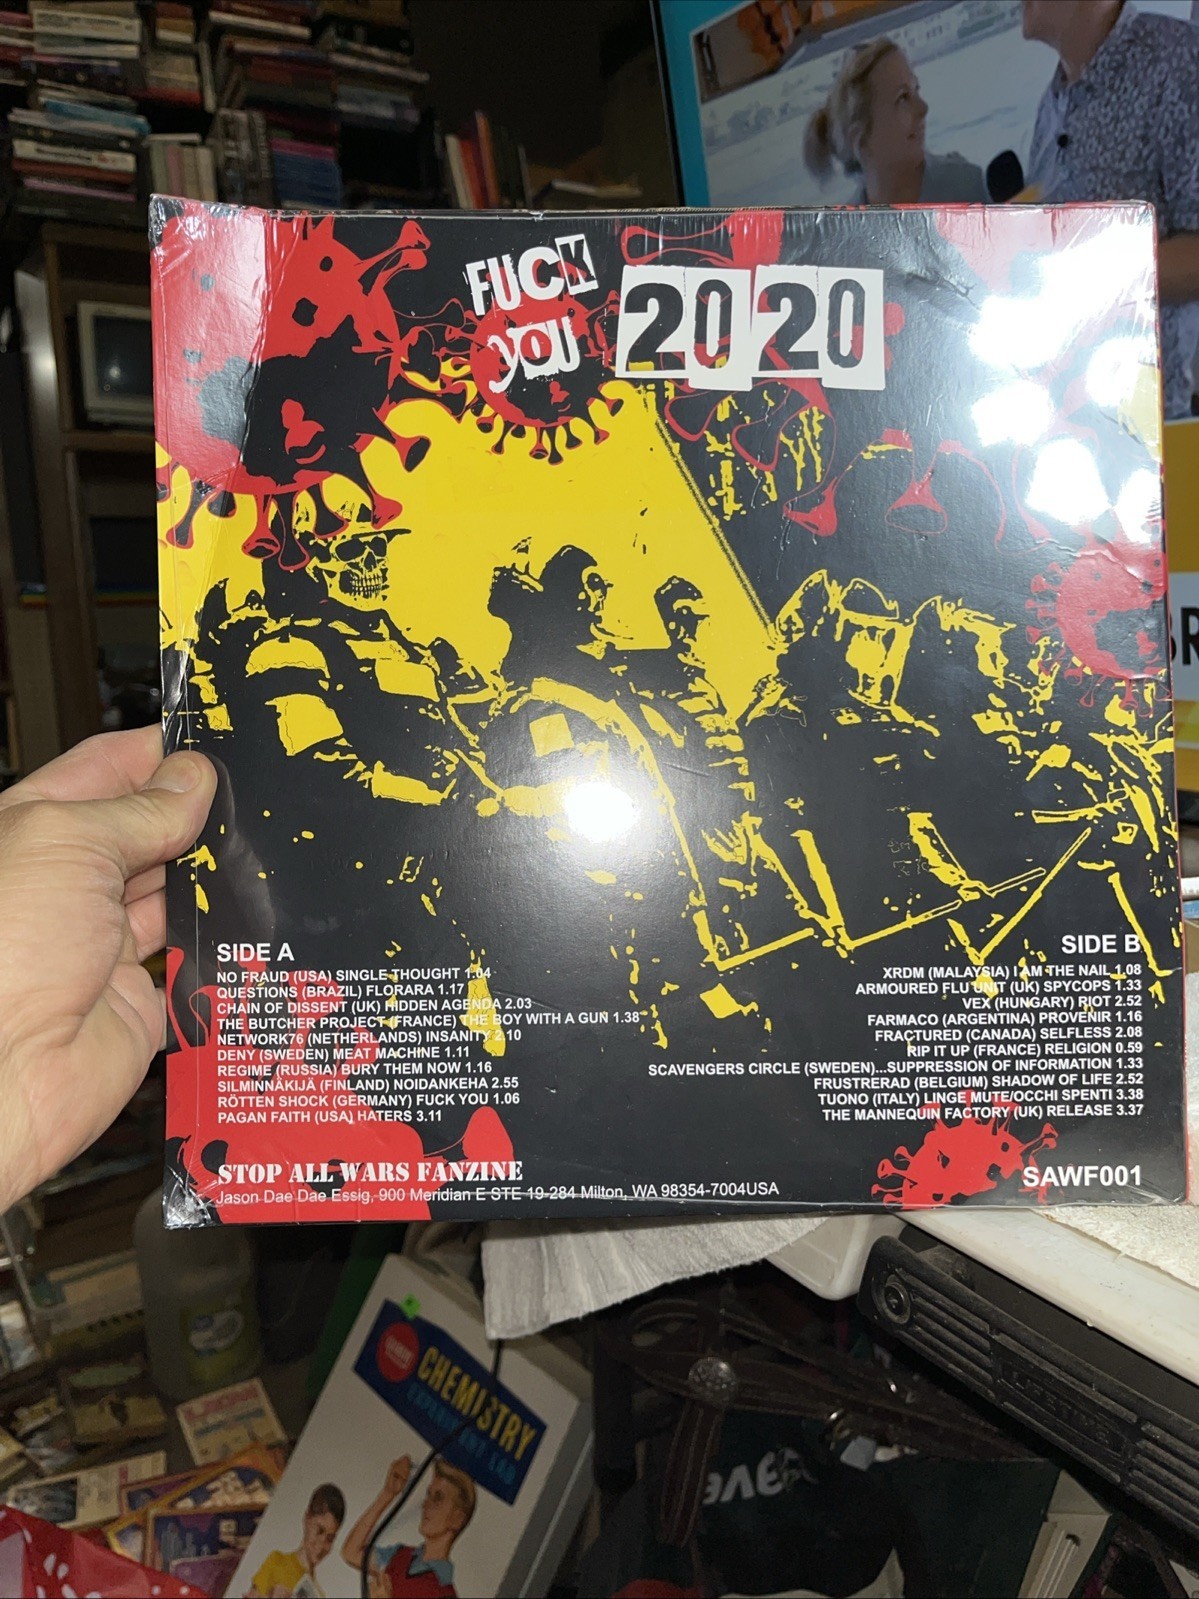 FUCK
YOU
2020
SIDE A
NO FRAUD (USA) SINGLE THOUGHT 1.04
QUESTIONS (BRAZIL) FLORARA 1.17
CHAIN OF DISSENT (UK) HIDDEN AGENDA 2.03
THE BUTCHER PROJECT (FRANCE) THE BOY WITH A GUN 1.38
NETWORK76 (NETHERLANDS) INSANITY 2.10
DENY (SWEDEN) MEAT MACHINE 1.11
REGIME (RUSSIA) BURY THEM NOW 1.16
SILMINNÄKIJÄ (FINLAND) NOIDANKEHA 2.55
RÖTTEN SHOCK (GERMANY) FUCK YOU 1.06
PAGAN FAITH (USA) HATERS 3.11
SIDE B
XRDM (MALAYSIA) I AM THE NAIL 1.08
ARMOURED FLU UNIT (UK) SPYCOPS 1.33
VEX (HUNGARY) RIOT 2.52
FARMACO (ARGENTINA) PROVENIR 1.16
FRACTURED (CANADA) SELFLESS 2.08
RIP IT UP (FRANCE) RELIGION 0.59
SCAVENGERS CIRCLE (SWEDEN)...SUPPRESSION OF INFORMATION 1.33
FRUSTRERAD (BELGIUM) SHADOW OF LIFE 2.52
TUONO (ITALY) LINGE MUTE/OCCHI SPENTI 3.38
THE MANNEQUIN FACTORY (UK) RELEASE 3.37
STOP ALL WARS FANZINE
Jason Dae Dae Essig, 900 Meridian E STE 19-284 Milton, WA 98354-7004USA
SAWF001
CHEMISTRY
EXPERIMENT LAB
LIFETIME